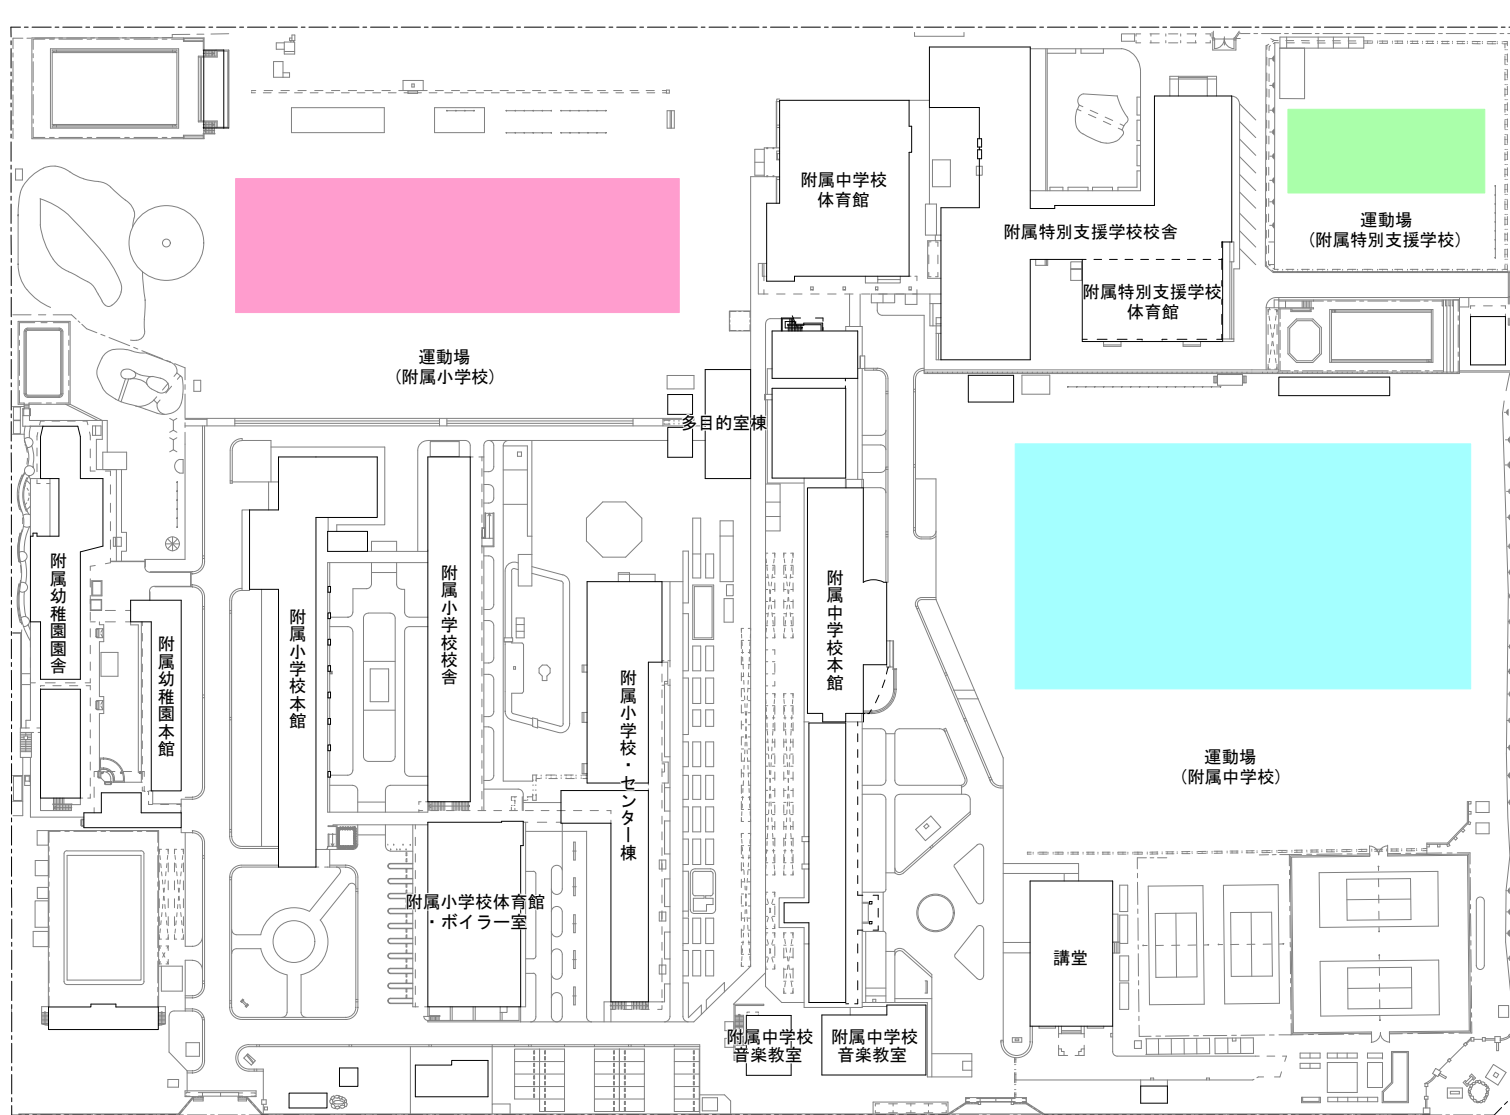 附属中学校
体育館
附属特別支援学校校舎
運動場
（附属特別支援学校）
附属特別支援学校
体育館
運動場
（附属小学校）
多目的室棟
附属幼稚園園舎
附属幼稚園本館
附属小学校本館
附属小学校校舎
附属小学校・センター棟
附属中学校本館
運動場
（附属中学校）
附属小学校体育館
・ボイラー室
講堂
附属中学校
音楽教室
附属中学校
音楽教室